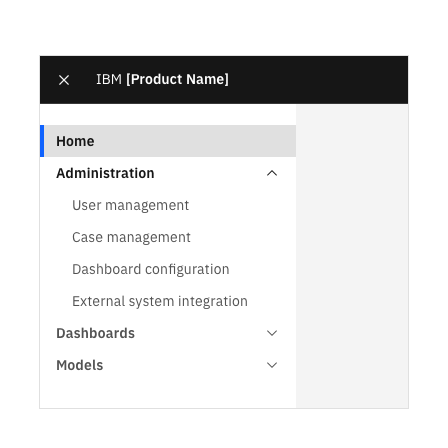 IBM [Product Name]
Home
Administration
User management
Case management
Dashboard configuration
External system integration
Dashboards
Models